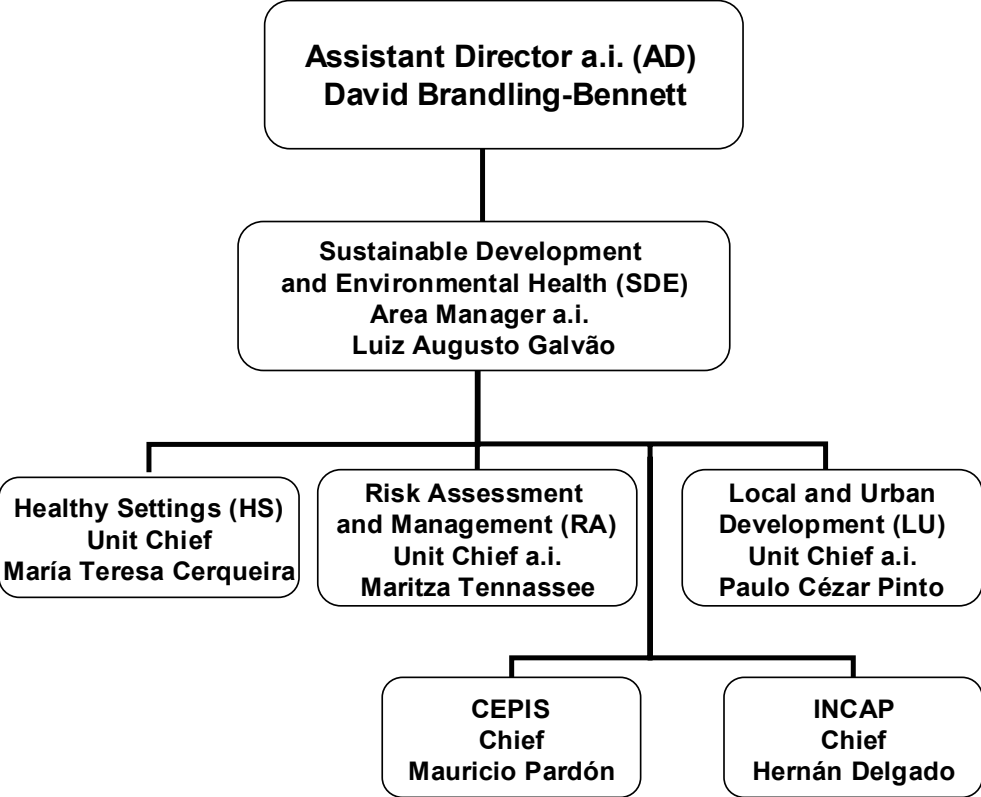 Assistant Director a.i. (AD)
David Brandling-Bennett
Sustainable Development
and Environmental Health (SDE)
Area Manager a.i.
Luiz Augusto Galvão
Healthy Settings (HS)
Unit Chief
María Teresa Cerqueira
Risk Assessment
and Management (RA)
Unit Chief a.i.
Maritza Tennassee
Local and Urban
Development (LU)
Unit Chief a.i.
Paulo Cézar Pinto
CEPIS
Chief
Mauricio Pardón
INCAP
Chief
Hernán Delgado